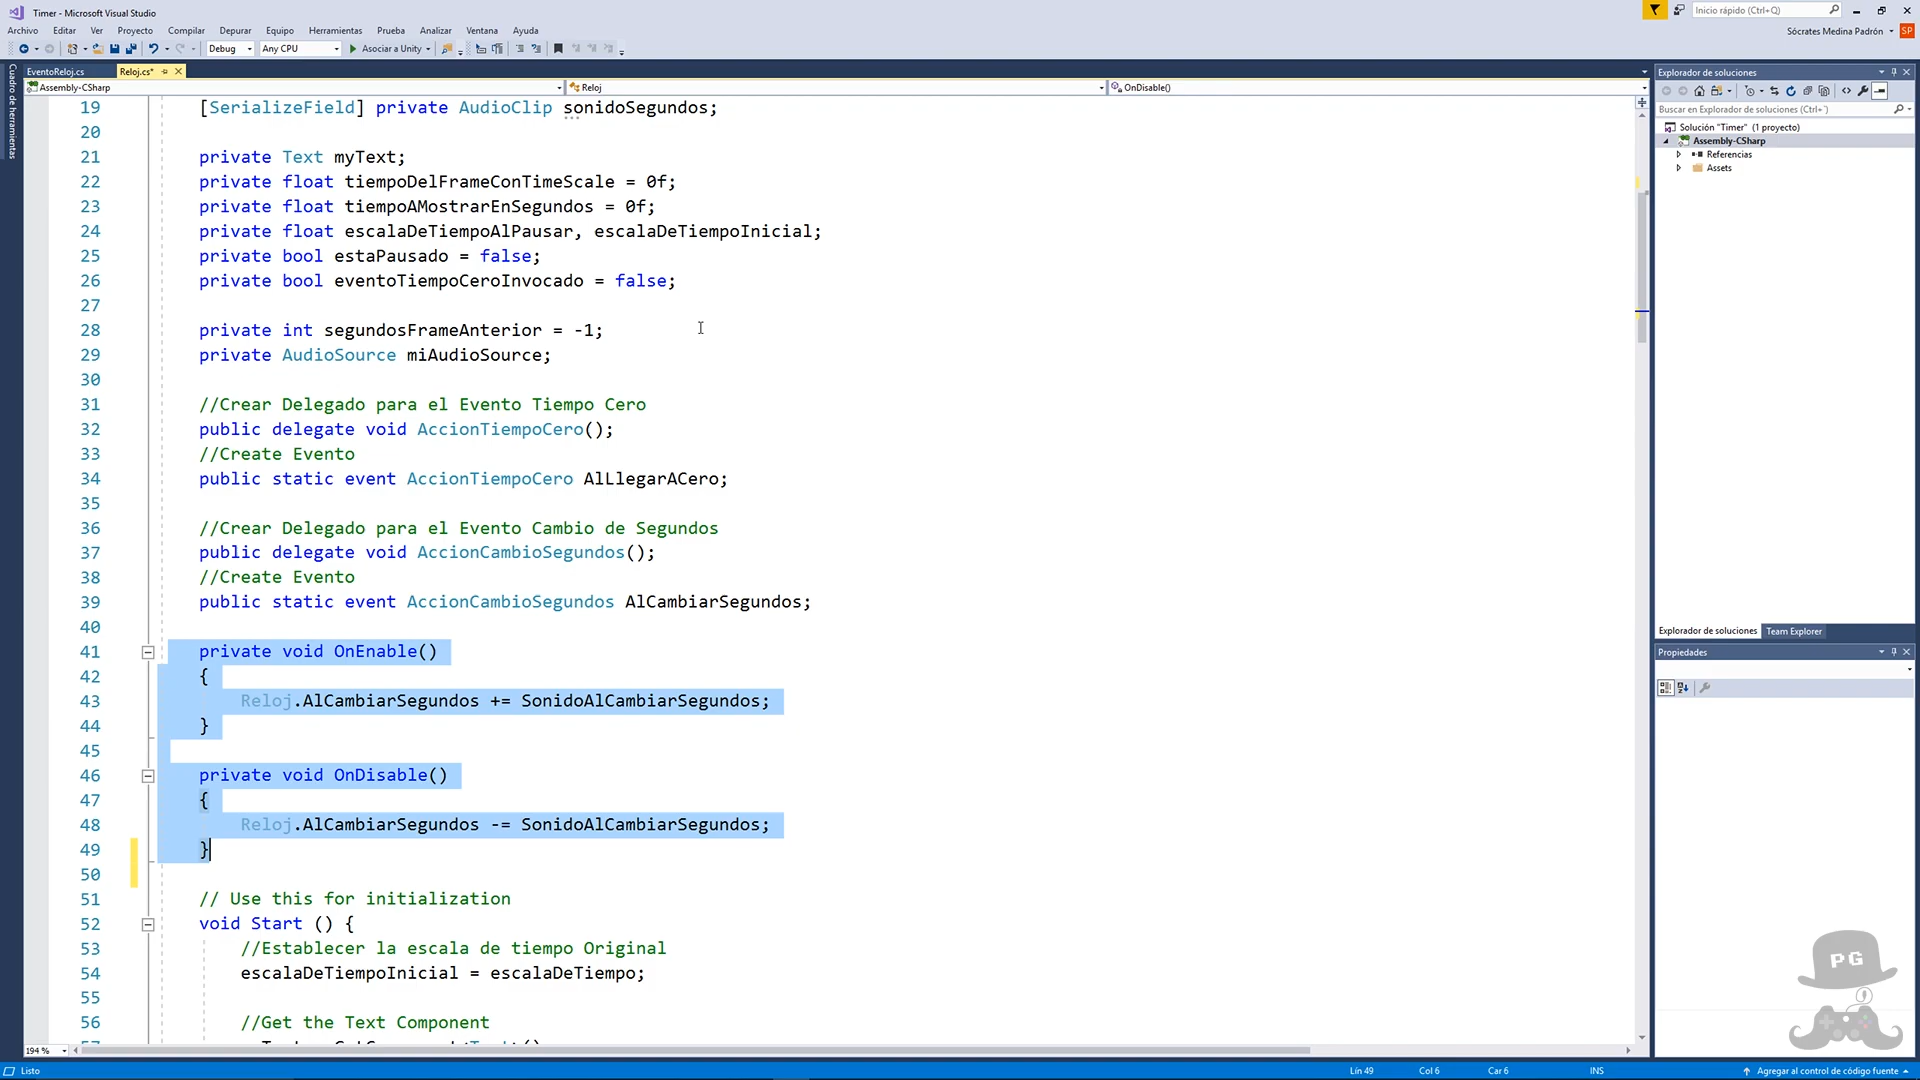 Timer - Microsoft Visual Studio
Inicio rápido (Ctrl+Q)
Archivo Editar Ver Proyecto Compilar Depurar Equipo Herramientas Prueba Analizar Ventana Ayuda
Sócrates Medina Padrón SP
Debug Any CPU Asociar a Unity
Cuadro de herramientas
EventoReloj.cs Reloj.cs*
Assembly-CSharp Reloj OnDisable()
19 [SerializeField] private AudioClip sonidoSegundos;
20
21 private Text myText;
22 private float tiempoDelFrameConTimeScale = 0f;
23 private float tiempoAMostrarEnSegundos = 0f;
24 private float escalaDeTiempoAlPausar, escalaDeTiempoInicial;
25 private bool estaPausado = false;
26 private bool eventoTiempoCeroInvocado = false;
27
28 private int segundosFrameAnterior = -1;
29 private AudioSource miAudioSource;
30
31 //Crear Delegado para el Evento Tiempo Cero
32 public delegate void AccionTiempoCero();
33 //Create Evento
34 public static event AccionTiempoCero AlLlegarACero;
35
36 //Crear Delegado para el Evento Cambio de Segundos
37 public delegate void AccionCambioSegundos();
38 //Create Evento
39 public static event AccionCambioSegundos AlCambiarSegundos;
40
41 private void OnEnable()
42 {
43 Reloj.AlCambiarSegundos += SonidoAlCambiarSegundos;
44 }
45
46 private void OnDisable()
47 {
48 Reloj.AlCambiarSegundos -= SonidoAlCambiarSegundos;
49 }
50
51 // Use this for initialization
52 void Start () {
53 //Establecer la escala de tiempo Original
54 escalaDeTiempoInicial = escalaDeTiempo;
55
56 //Get the Text Component
194 %
Explorador de soluciones
Buscar en Explorador de soluciones (Ctrl+´)
Solución "Timer" (1 proyecto)
Assembly-CSharp
Referencias
Assets
Explorador de soluciones Team Explorer
Propiedades
PG
Listo Lín 49 Col 6 Car 6 INS Agregar al control de código fuente